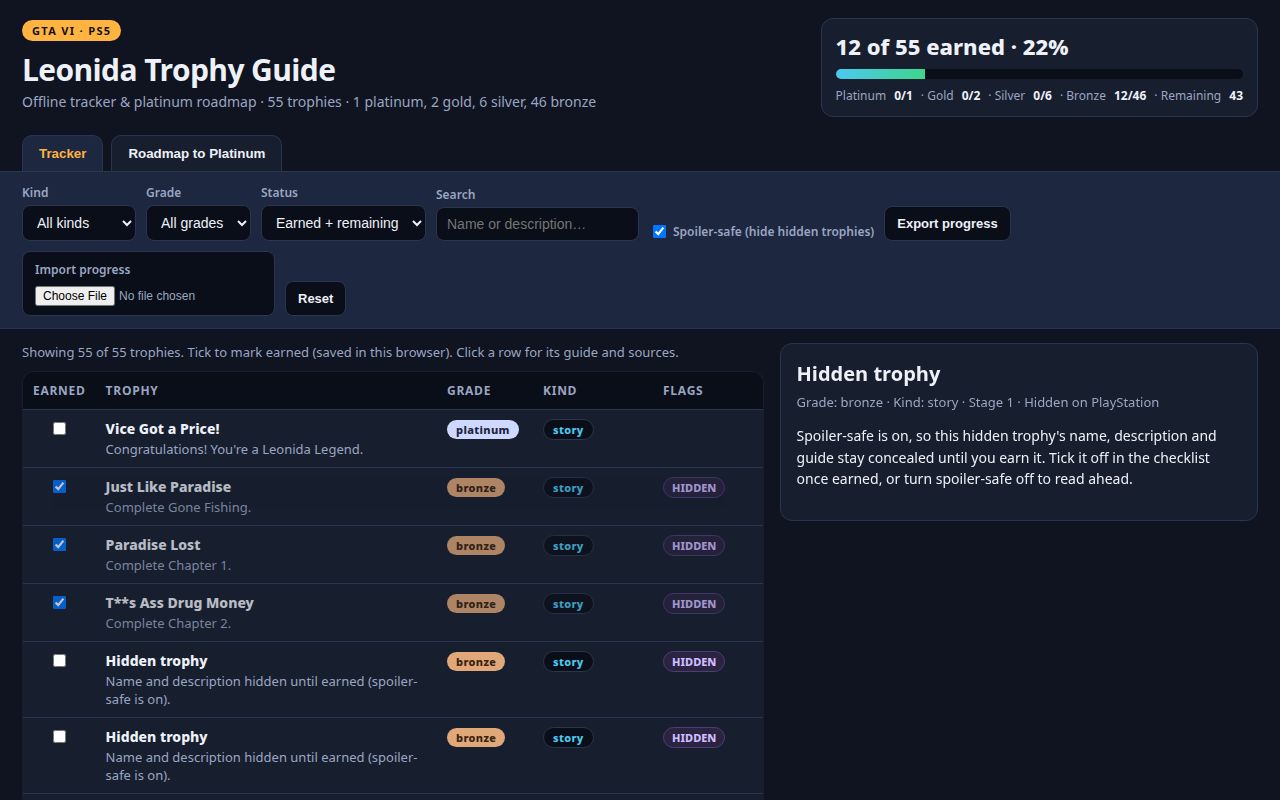 GTA VI · PS5
Leonida Trophy Guide
Offline tracker & platinum roadmap · 55 trophies · 1 platinum, 2 gold, 6 silver, 46 bronze
12 of 55 earned · 22%
Platinum 0/1 · Gold 0/2 · Silver 0/6 · Bronze 12/46 · Remaining 43
Tracker
Roadmap to Platinum
Kind
Grade
Status
Search
All kinds
All grades
Earned + remaining
Name or description…
Spoiler-safe (hide hidden trophies)
Export progress
Import progress
Choose File No file chosen
Reset
Showing 55 of 55 trophies. Tick to mark earned (saved in this browser). Click a row for its guide and sources.
EARNED TROPHY GRADE KIND FLAGS
Vice Got a Price! platinum story
Congratulations! You're a Leonida Legend.
Just Like Paradise bronze story HIDDEN
Complete Gone Fishing.
Paradise Lost bronze story HIDDEN
Complete Chapter 1.
T**s Ass Drug Money bronze story HIDDEN
Complete Chapter 2.
Hidden trophy bronze story HIDDEN
Name and description hidden until earned (spoiler-
safe is on).
Hidden trophy bronze story HIDDEN
Name and description hidden until earned (spoiler-
safe is on).
Hidden trophy
Grade: bronze · Kind: story · Stage 1 · Hidden on PlayStation
Spoiler-safe is on, so this hidden trophy's name, description and
guide stay concealed until you earn it. Tick it off in the checklist
once earned, or turn spoiler-safe off to read ahead.